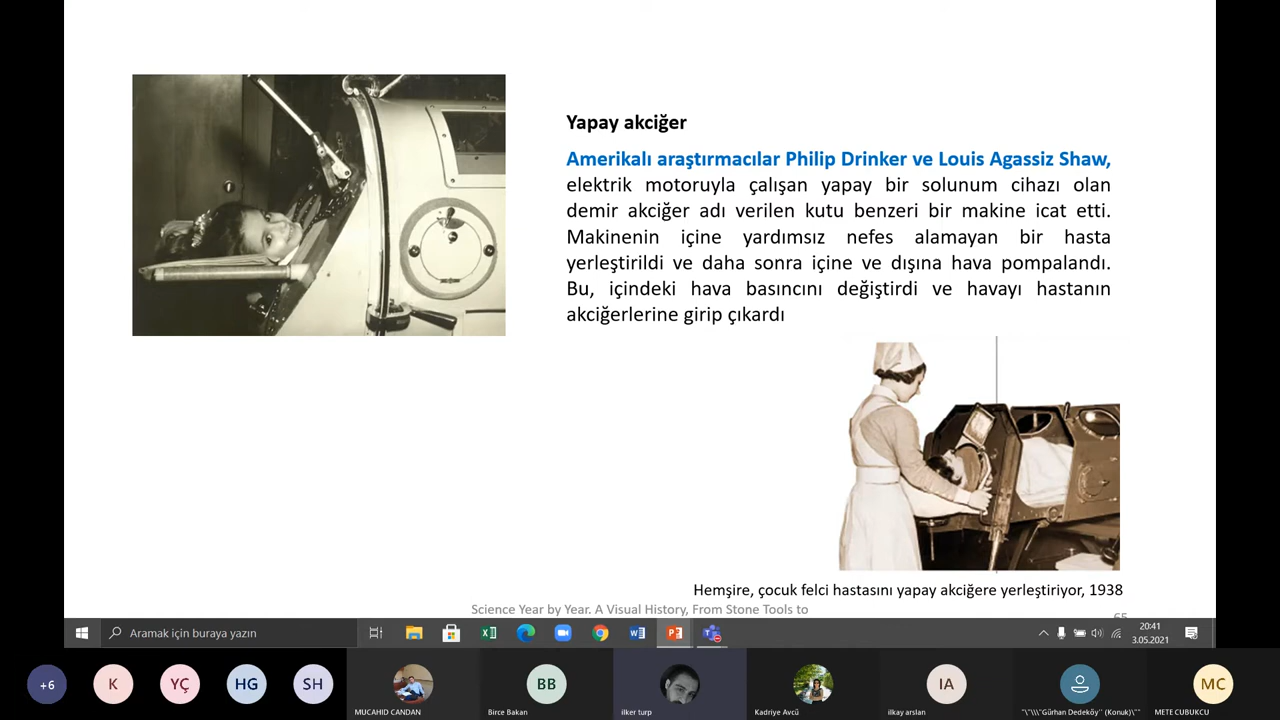 Yapay akciğer
Amerikalı araştırmacılar Philip Drinker ve Louis Agassiz Shaw,
elektrik motoruyla çalışan yapay bir solunum cihazı olan
demir akciğer adı verilen kutu benzeri bir makine icat etti.
Makinenin içine yardımsız nefes alamayan bir hasta
yerleştirildi ve daha sonra içine ve dışına hava pompalandı.
Bu, içindeki hava basıncını değiştirdi ve havayı hastanın
akciğerlerine girip çıkardı
Hemşire, çocuk felci hastasını yapay akciğere yerleştiriyor, 1938
Science Year by Year. A Visual History, From Stone Tools to
65
Aramak için buraya yazın
20:41
3.05.2021
+6
K
YÇ
HG
SH
MUCAHID CANDAN
BB
Birce Bakan
ilker turp
Kadriye Avcü
IA
ilkay arslan
"\"\\\"Gürhan Dedeköy'' (Konuk)\""
MC
METE CUBUKCU